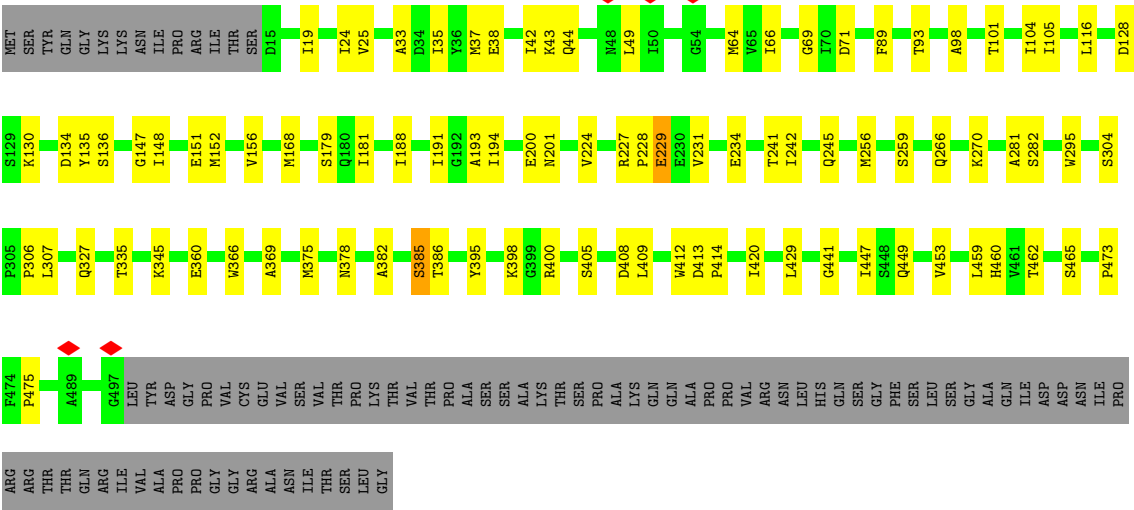 MET SER TYR GLN GLY LYS LYS ASN ILE PRO ARG ILE THR SER D15 I19 I24 V25 A33 D34 I35 Y36 M37 E38 I42 K43 Q44 N48 L49 I50 G54 M64 V65 I66 G69 I70 D71 F89 T93 A98 T101 I104 I105 L116 D128
S129 K130 D134 Y135 S136 G147 I148 E151 M152 V156 M168 S179 Q180 I181 I188 I191 G192 A193 I194 E200 N201 V224 R227 P228 E229 E230 V231 E234 T241 I242 Q245 M256 S259 Q266 K270 A281 S282 W295 S304
P305 P306 L307 Q327 T335 K345 E360 W366 A369 M375 N378 A382 S385 T386 Y395 K398 G399 R400 S405 D408 L409 W412 D413 P414 I420 L429 G441 I447 S448 Q449 V453 L459 H460 V461 T462 S465 P473
F474 P475 A489 G497 LEU TYR ASP GLY PRO VAL CYS GLU VAL SER VAL THR PRO LYS THR VAL THR PRO PRO ALA SER SER ALA LYS THR SER PRO ALA LYS GLN GLN ALA PRO PRO VAL ARG ASN LEU HIS GLN SER GLY PHE SER LEU SER GLY ALA GLN ILE ASP ASP ASN ILE PRO
ARG ARG THR THR GLN ARG ILE VAL ALA PRO PRO GLY GLY ARG ALA ASN ILE THR SER LEU GLY